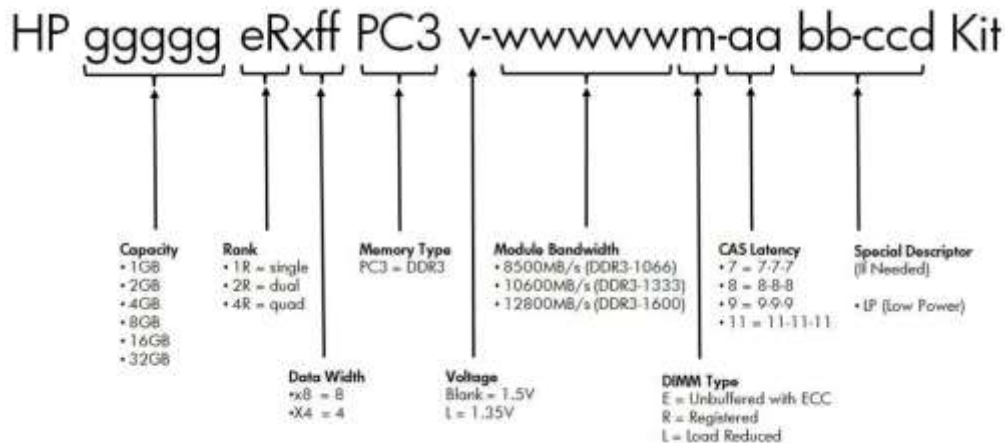 HP ggggg eRxff PC3 v-wwwwwm-aa bb-ccd Kit
Capacity
• 1GB
• 2GB
• 4GB
• 8GB
• 16GB
• 32GB
Rank
• 1R = single
• 2R = dual
• 4R = quad
Memory Type
PC3 = DDR3
Module Bandwidth
• 8500MB/s (DDR3-1066)
• 10600MB/s (DDR3-1333)
• 12800MB/s (DDR3-1600)
CAS Latency
• 7 = 7-7-7
• 8 = 8-8-8
• 9 = 9-9-9
• 11 = 11-11-11
Special Descriptor
(If Needed)
• LP (Low Power)
Data Width
•x8 = 8
•X4 = 4
Voltage
Blank = 1.5V
L = 1.35V
DIMM Type
E = Unbuffered with ECC
R = Registered
L = Load Reduced